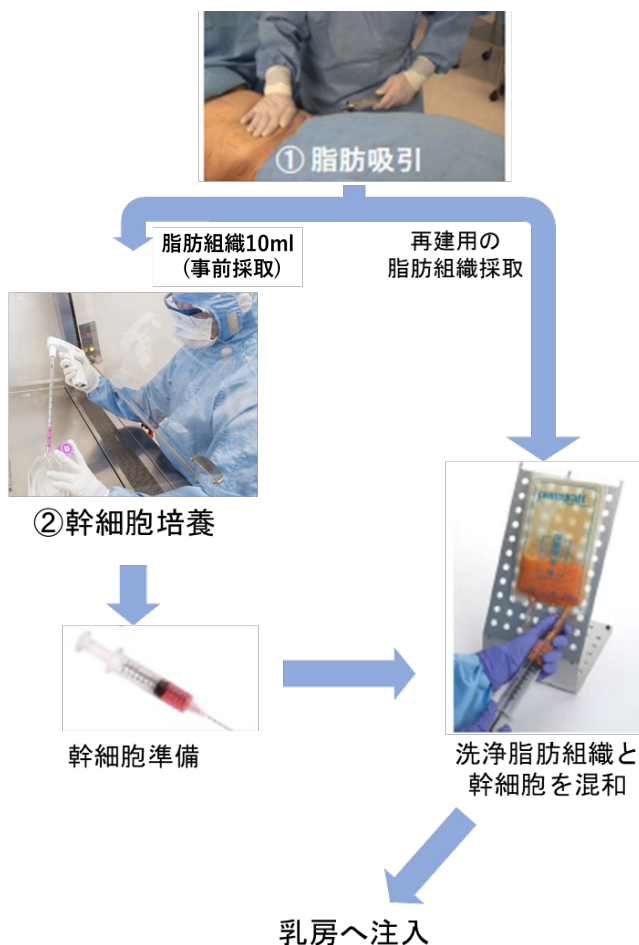 ① 脂肪吸引
脂肪組織10ml
(事前採取)
再建用の
脂肪組織採取
②幹細胞培養
幹細胞準備
洗浄脂肪組織と
幹細胞を混和
乳房へ注入